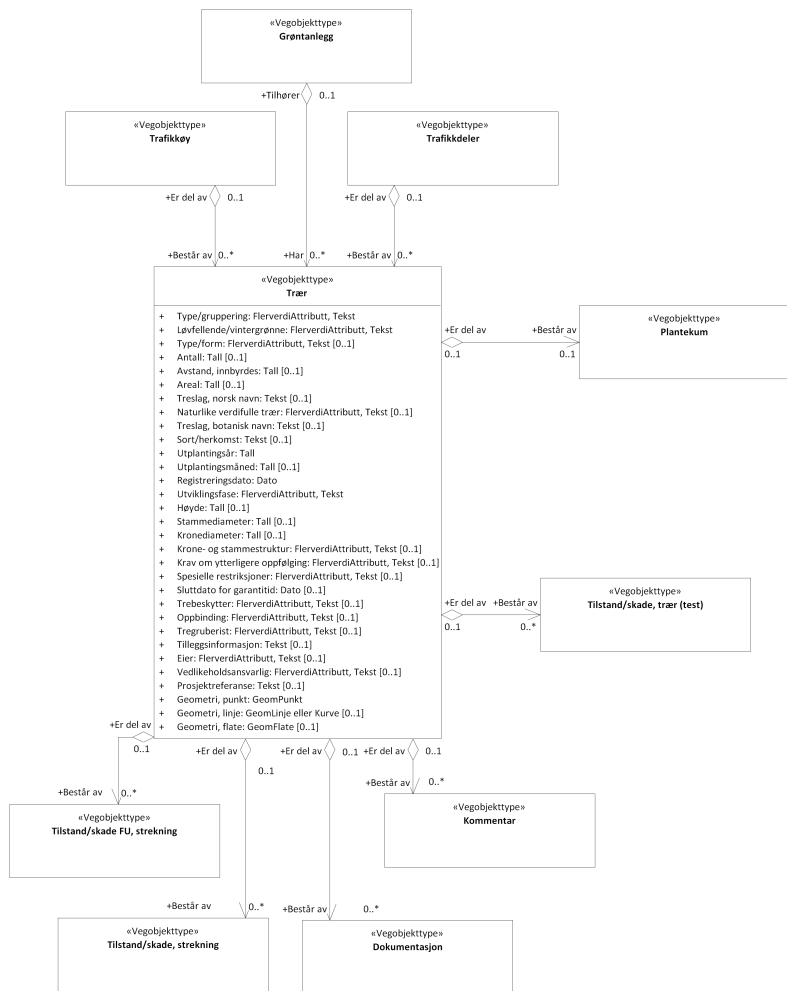 «Vegobjekttype»
Grøntanlegg
+Tilhører 0..1
«Vegobjekttype»
Trafikkøy
«Vegobjekttype»
Trafikkdeler
+Er del av 0..1
+Er del av 0..1
+Består av 0..*
+Har 0..*
+Består av 0..*
«Vegobjekttype»
Trær
+ Type/gruppering: FlerverdiAttributt, Tekst
+ Løvfellende/vintergrønne: FlerverdiAttributt, Tekst
+ Type/form: FlerverdiAttributt, Tekst [0..1]
+ Antall: Tall [0..1]
+ Avstand, innbyrdes: Tall [0..1]
+ Areal: Tall [0..1]
+ Treslag, norsk navn: Tekst [0..1]
+ Naturlike verdifulle trær: FlerverdiAttributt, Tekst [0..1]
+ Treslag, botanisk navn: Tekst [0..1]
+ Sort/herkomst: Tekst [0..1]
+ Utplantingsår: Tall
+ Utplantingsmåned: Tall [0..1]
+ Registreringsdato: Dato
+ Utviklingsfase: FlerverdiAttributt, Tekst
+ Høyde: Tall [0..1]
+ Stammediameter: Tall [0..1]
+ Kronediameter: Tall [0..1]
+ Krone- og stammestruktur: FlerverdiAttributt, Tekst [0..1]
+ Krav om ytterligere oppfølging: FlerverdiAttributt, Tekst [0..1]
+ Spesielle restriksjoner: FlerverdiAttributt, Tekst [0..1]
+ Sluttdato for garantitid: Dato [0..1]
+ Trebeskytter: FlerverdiAttributt, Tekst [0..1]
+ Oppbinding: FlerverdiAttributt, Tekst [0..1]
+ Tregruberist: FlerverdiAttributt, Tekst [0..1]
+ Tilleggsinformasjon: Tekst [0..1]
+ Eier: FlerverdiAttributt, Tekst [0..1]
+ Vedlikeholdsansvarlig: FlerverdiAttributt, Tekst [0..1]
+ Prosjektreferanse: Tekst [0..1]
+ Geometri, punkt: GeomPunkt
+ Geometri, linje: GeomLinje eller Kurve [0..1]
+ Geometri, flate: GeomFlate [0..1]
+Er del av +Består av
0..1 0..1
«Vegobjekttype»
Plantekum
+Er del av +Består av
0..1 0..*
«Vegobjekttype»
Tilstand/skade, trær (test)
+Er del av
0..1
+Består av 0..*
«Vegobjekttype»
Tilstand/skade FU, strekning
+Er del av
0..1
+Består av 0..*
«Vegobjekttype»
Tilstand/skade, strekning
+Er del av 0..1
+Består av 0..*
«Vegobjekttype»
Dokumentasjon
+Er del av 0..1
+Består av 0..*
«Vegobjekttype»
Kommentar